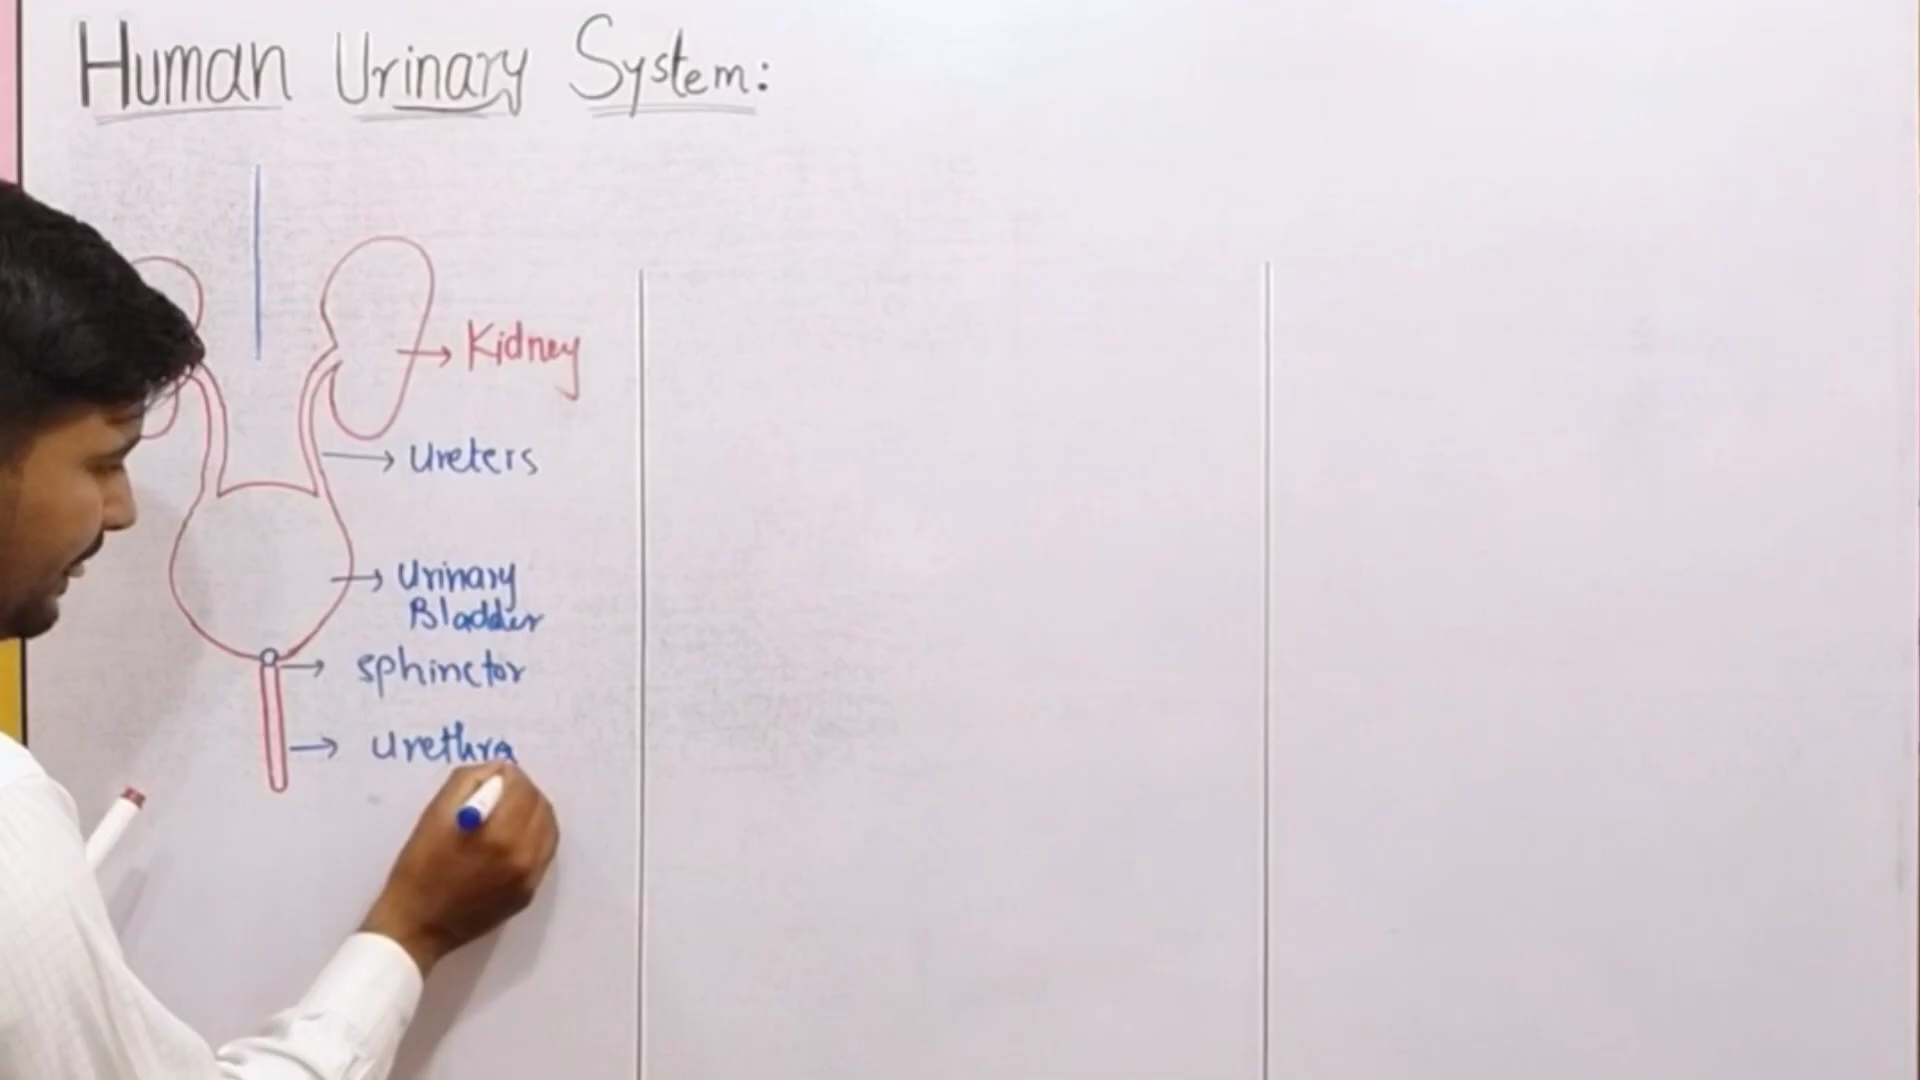 Human Urinary System:
Kidney
Ureters
Urinary
Bladder
sphinctor
urethra